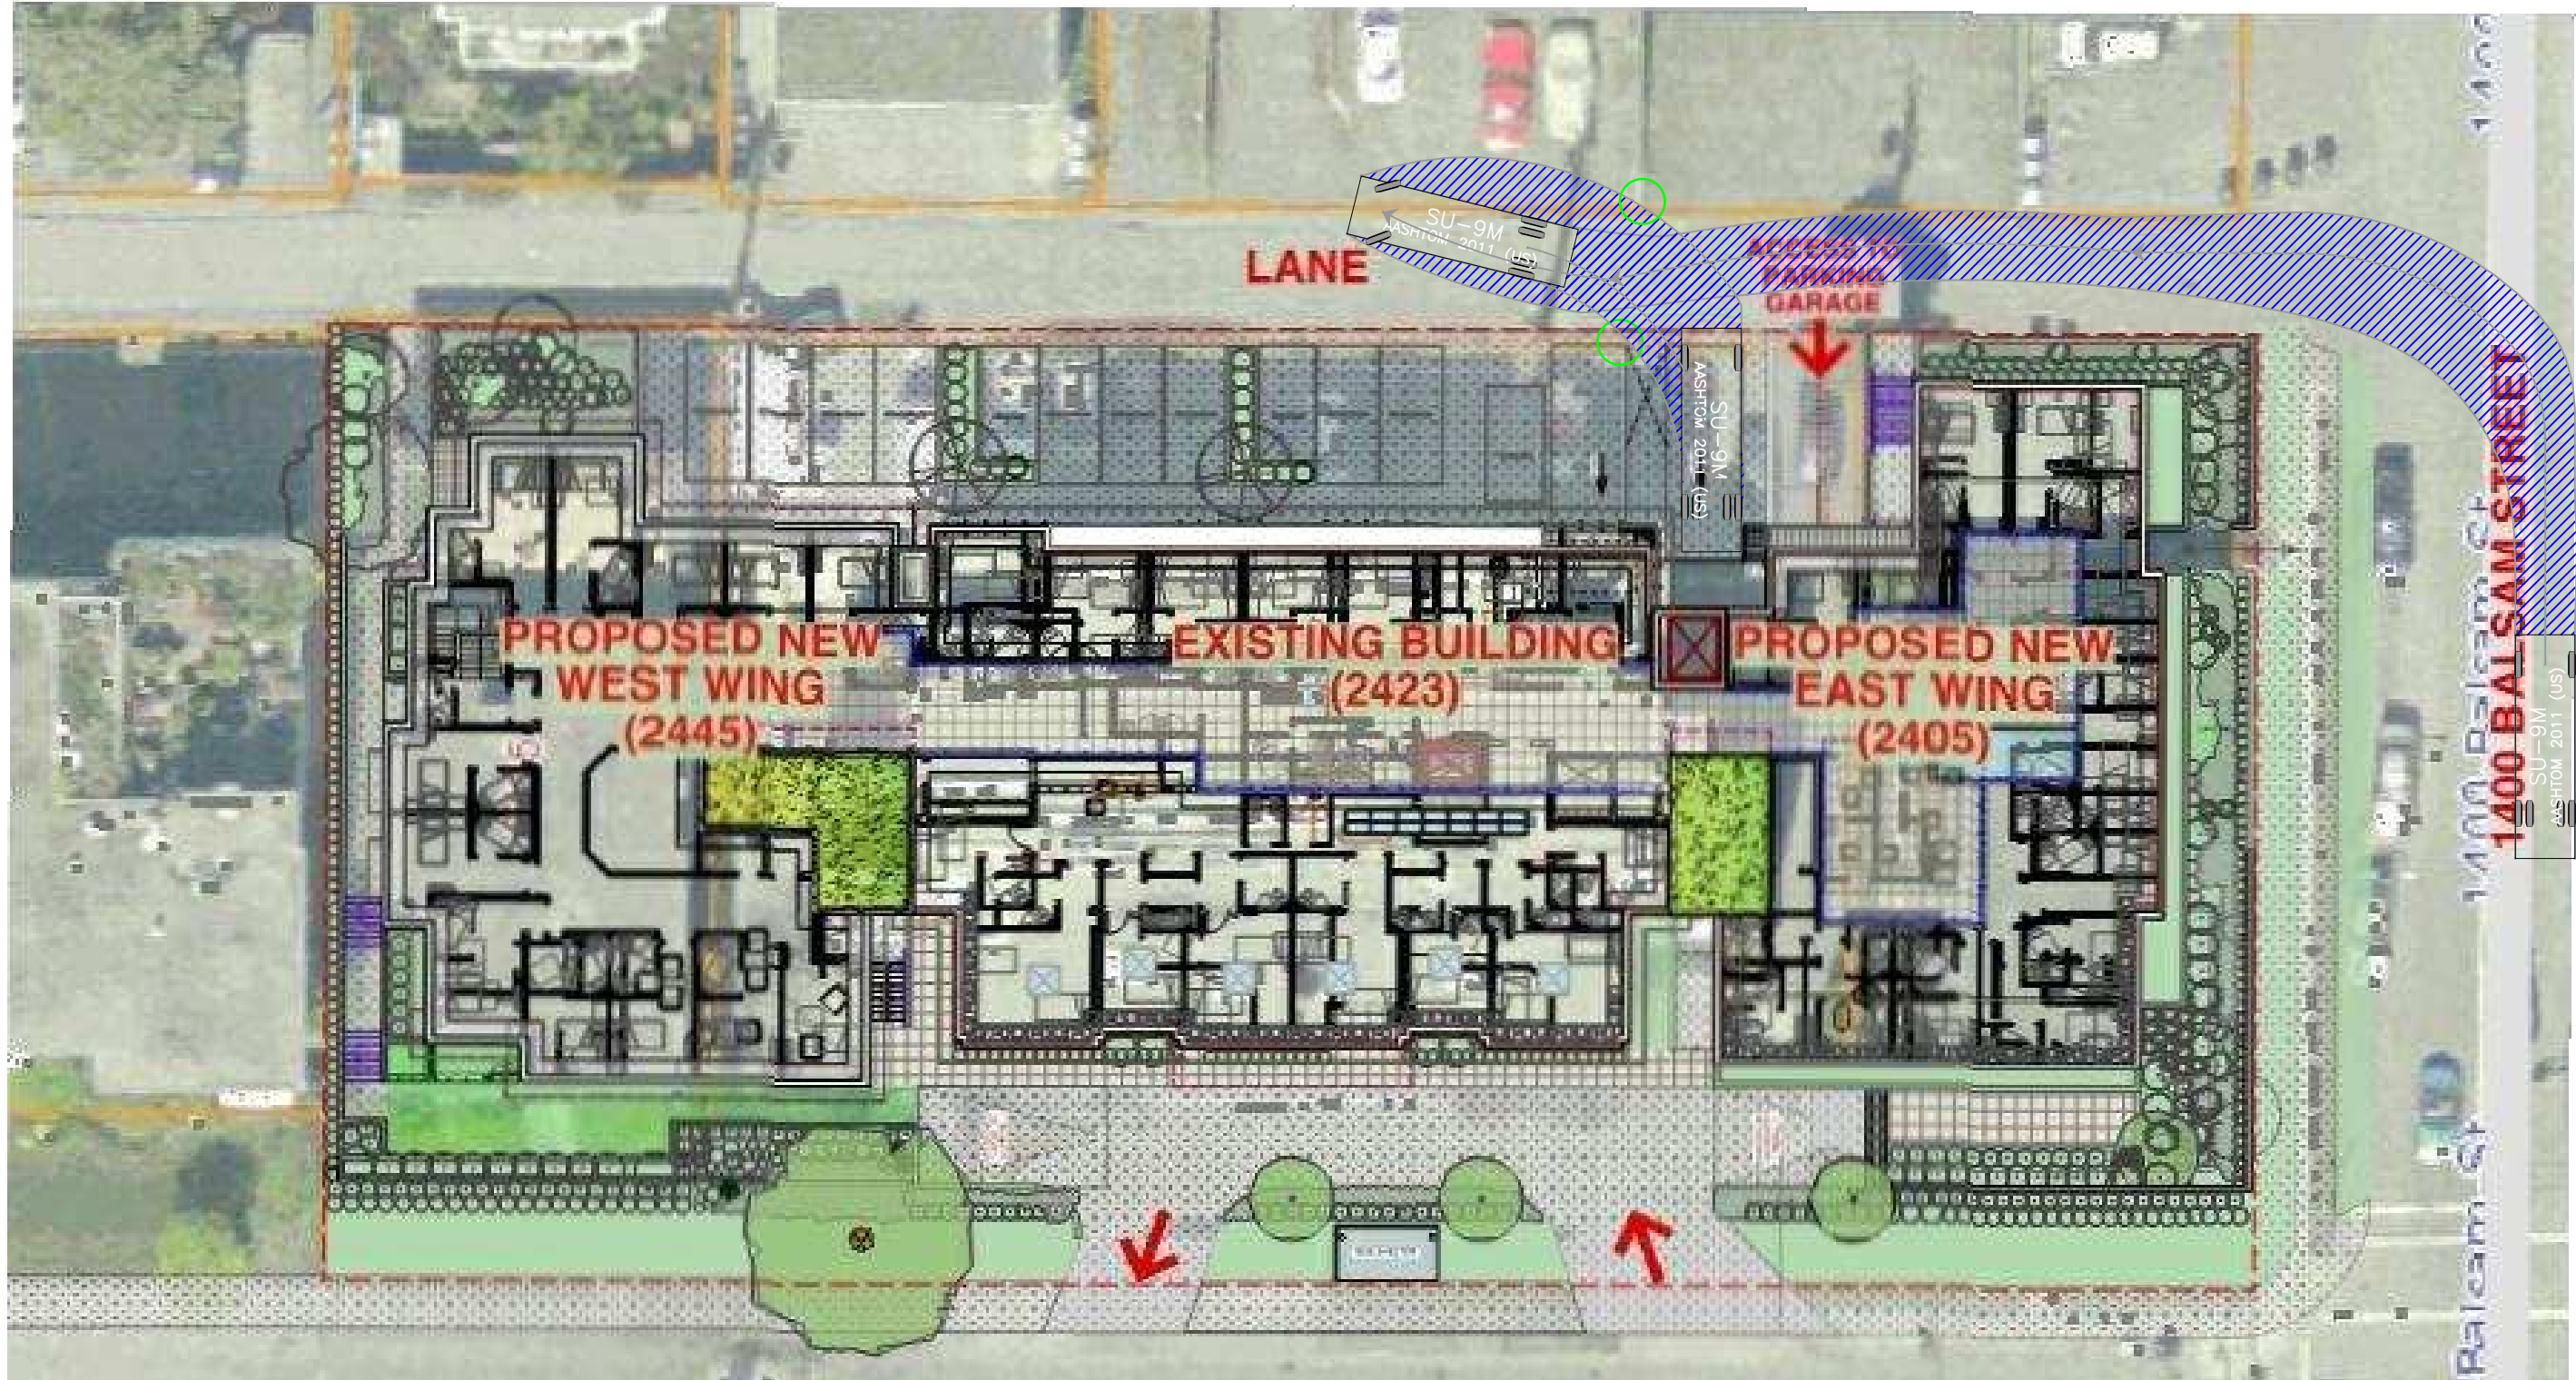 SU-9M
AASHTOM 2011 (US)
LANE
ACCESS TO
PARKING
GARAGE
SU-9M
AASHTOM 2011 (US)
1400 BALSAM STREET
1400 Balsam St
SU-9M
AASHTOM 2011 (US)
PROPOSED NEW
WEST WING
(2445)
EXISTING BUILDING
(2423)
PROPOSED NEW
EAST WING
(2405)
Balsam St